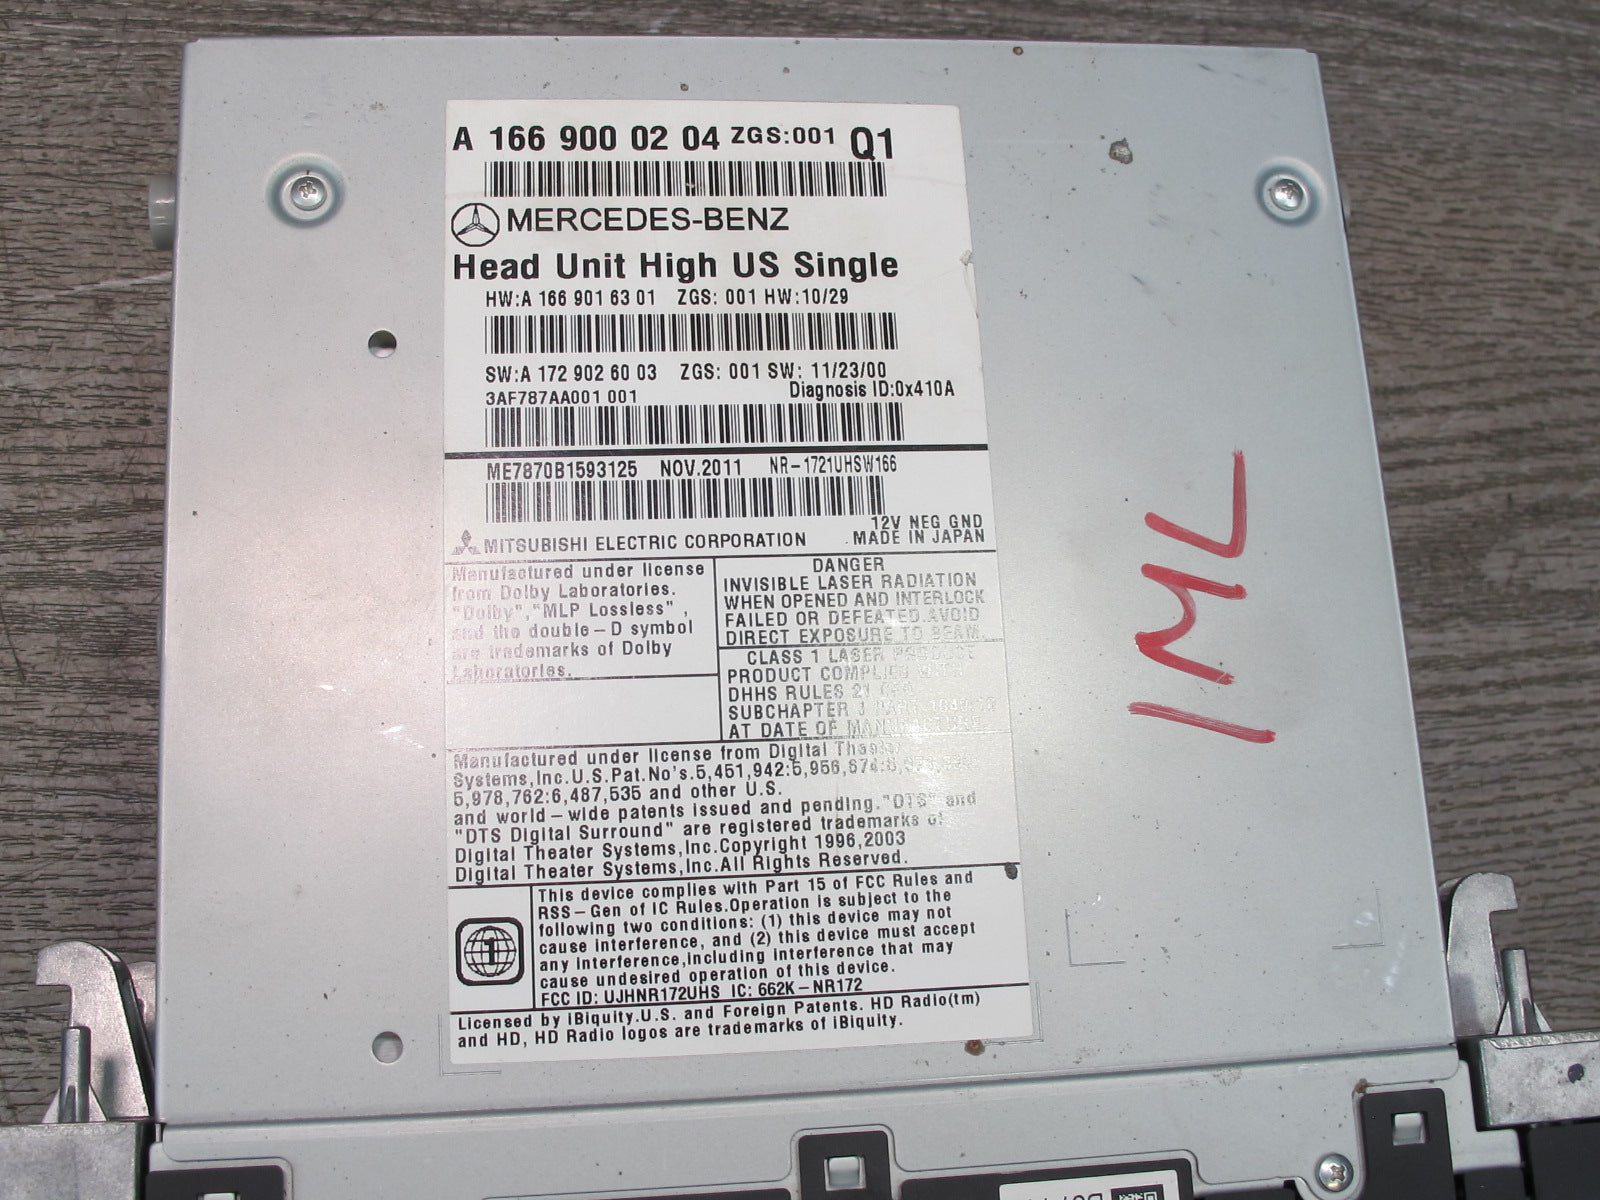 A 166 900 02 04 ZGS:001 Q1
MERCEDES-BENZ
Head Unit High US Single
HW:A 166 901 63 01 ZGS: 001 HW:10/29
SW:A 172 902 60 03 ZGS: 001 SW: 11/23/00
3AF787AA001 001 Diagnosis ID:0x410A
ME7870B1593125 NOV.2011 NR-1721UHSW166
12V NEG GND
MITSUBISHI ELECTRIC CORPORATION MADE IN JAPAN
Manufactured under license
from Dolby Laboratories.
"Dolby", "MLP Lossless",
and the double-D symbol
are trademarks of Dolby
Laboratories.
DANGER
INVISIBLE LASER RADIATION
WHEN OPENED AND INTERLOCK
FAILED OR DEFEATED.AVOID
DIRECT EXPOSURE TO BEAM.
CLASS 1 LASER PRODUCT
PRODUCT COMPLIES WITH
DHHS RULES 21 CFR
SUBCHAPTER J PART 1040.10
AT DATE OF MANUFACTURE.
Manufactured under license from Digital Theater
Systems,Inc.U.S.Pat.No's.5,451,942:5,956,674:
5,978,762:6,487,535 and other U.S.
and world-wide patents issued and pending."DTS" and
"DTS Digital Surround" are registered trademarks of
Digital Theater Systems,Inc.Copyright 1996,2003
Digital Theater Systems,Inc.All Rights Reserved.
1
This device complies with Part 15 of FCC Rules and
RSS-Gen of IC Rules.Operation is subject to the
following two conditions: (1) this device may not
cause interference, and (2) this device must accept
any interference,including interference that may
cause undesired operation of this device.
FCC ID: UJHNR172UHS IC: 662K-NR172
Licensed by iBiquity.U.S. and Foreign Patents. HD Radio(tm)
and HD, HD Radio logos are trademarks of iBiquity.
1ML